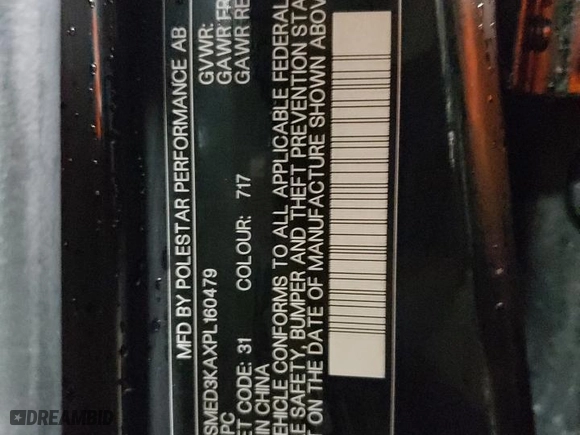 MFD BY POLESTAR PERFORMANCE AB
SMED3KAXPL160479 GVWR:
PC GAWR FR
ET CODE: 31 COLOUR: 717 GAWR RE
IN CHINA
EHICLE CONFORMS TO ALL APPLICABLE FEDERAL
LE SAFETY, BUMPER AND THEFT PREVENTION STA
T ON THE DATE OF MANUFACTURE SHOWN ABOV
DREAMBID